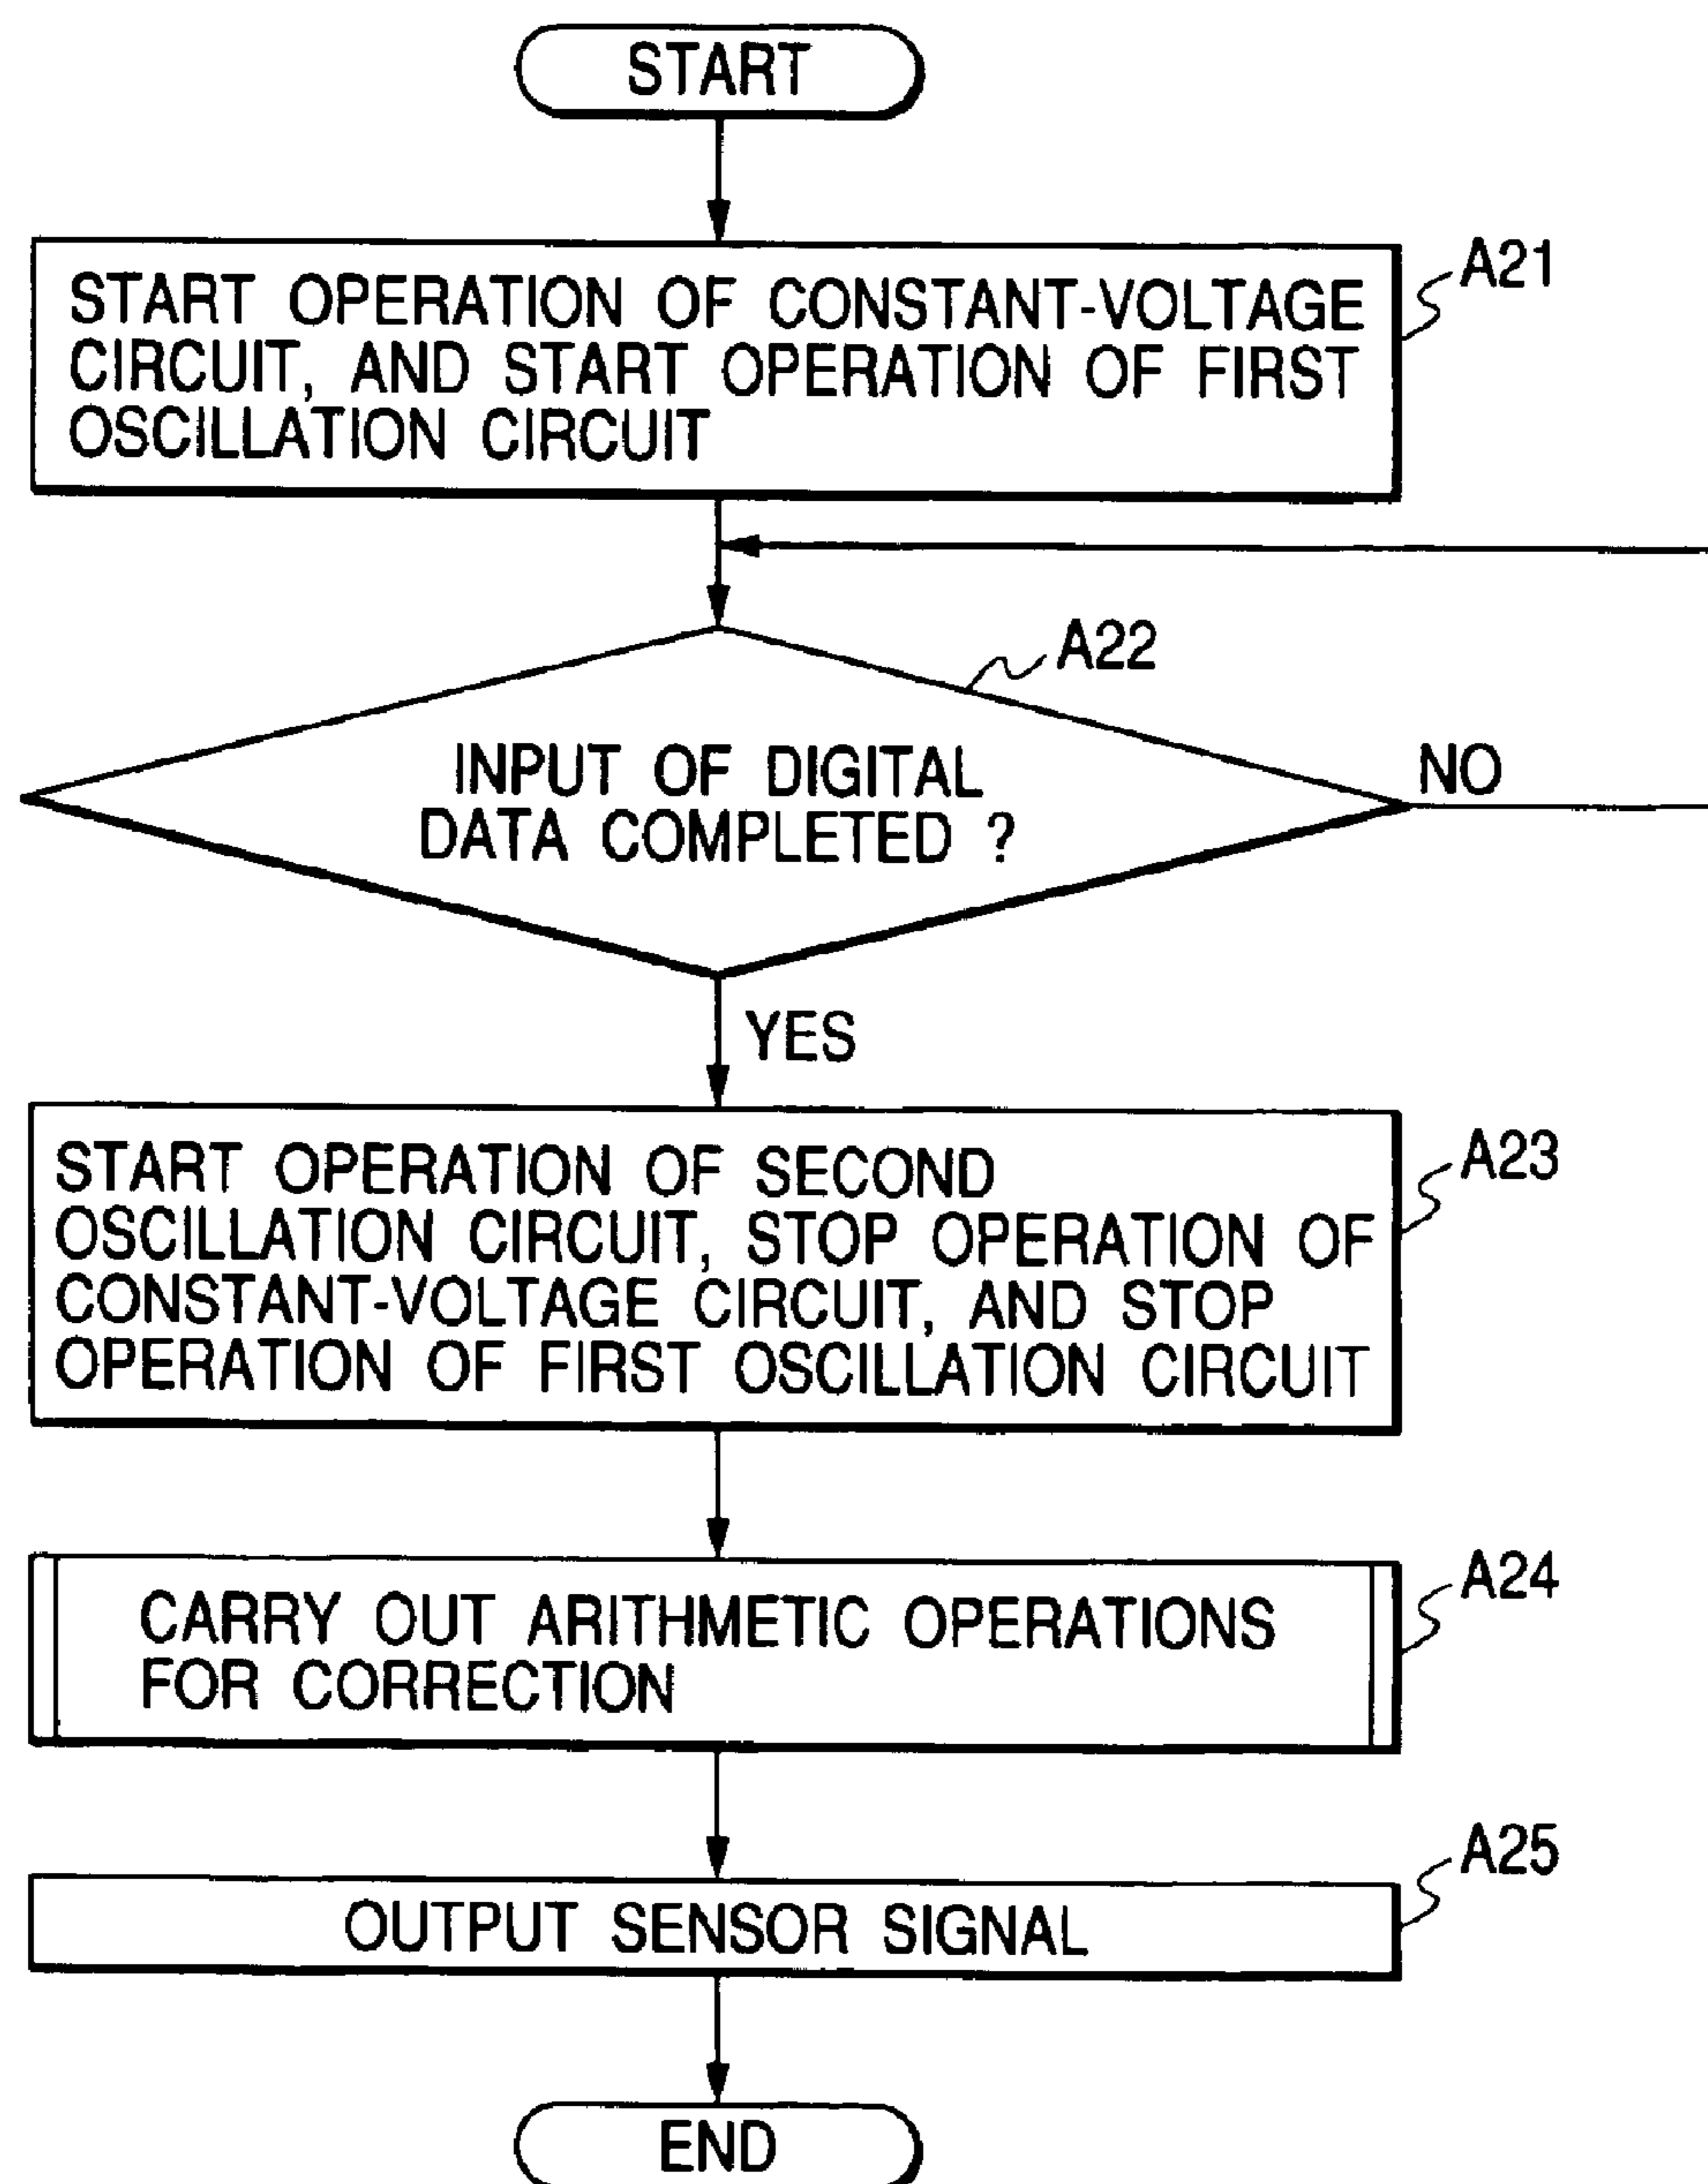 START
START OPERATION OF CONSTANT-VOLTAGE
CIRCUIT, AND START OPERATION OF FIRST
OSCILLATION CIRCUIT
A21
A22
INPUT OF DIGITAL
DATA COMPLETED ?
NO
YES
START OPERATION OF SECOND
OSCILLATION CIRCUIT, STOP OPERATION OF
CONSTANT-VOLTAGE CIRCUIT, AND STOP
OPERATION OF FIRST OSCILLATION CIRCUIT
A23
CARRY OUT ARITHMETIC OPERATIONS
FOR CORRECTION
A24
OUTPUT SENSOR SIGNAL
A25
END